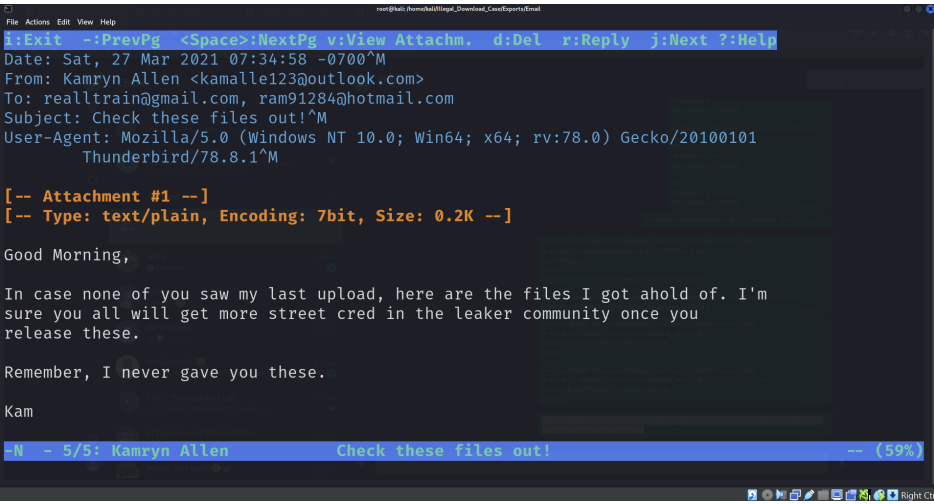 root@kali: /home/kali/Illegal_Download_Case/Exports/Email
File Actions Edit View Help
i:Exit -:PrevPg <Space>:NextPg v:View Attachm. d:Del r:Reply j:Next ?:Help
Date: Sat, 27 Mar 2021 07:34:58 -0700^M
From: Kamryn Allen <kamalle123@outlook.com>
To: realltrain@gmail.com, ram91284@hotmail.com
Subject: Check these files out!^M
User-Agent: Mozilla/5.0 (Windows NT 10.0; Win64; x64; rv:78.0) Gecko/20100101
Thunderbird/78.8.1^M
[-- Attachment #1 --]
[-- Type: text/plain, Encoding: 7bit, Size: 0.2K --]
Good Morning,
In case none of you saw my last upload, here are the files I got ahold of. I'm
sure you all will get more street cred in the leaker community once you
release these.
Remember, I never gave you these.
Kam
-N - 5/5: Kamryn Allen Check these files out! -- (59%)
Right Ct